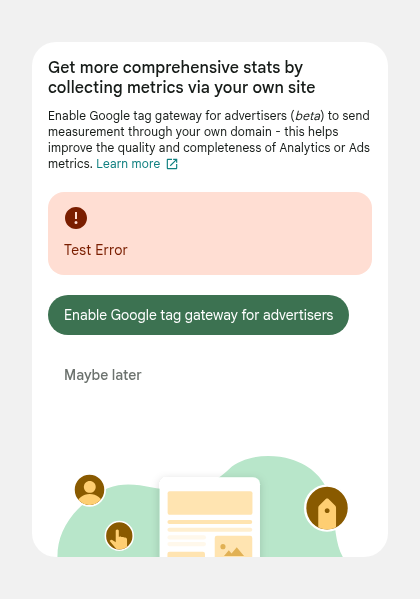 Get more comprehensive stats by
collecting metrics via your own site
Enable Google tag gateway for advertisers (beta) to send
measurement through your own domain - this helps
improve the quality and completeness of Analytics or Ads
metrics. Learn more
Test Error
Enable Google tag gateway for advertisers
Maybe later